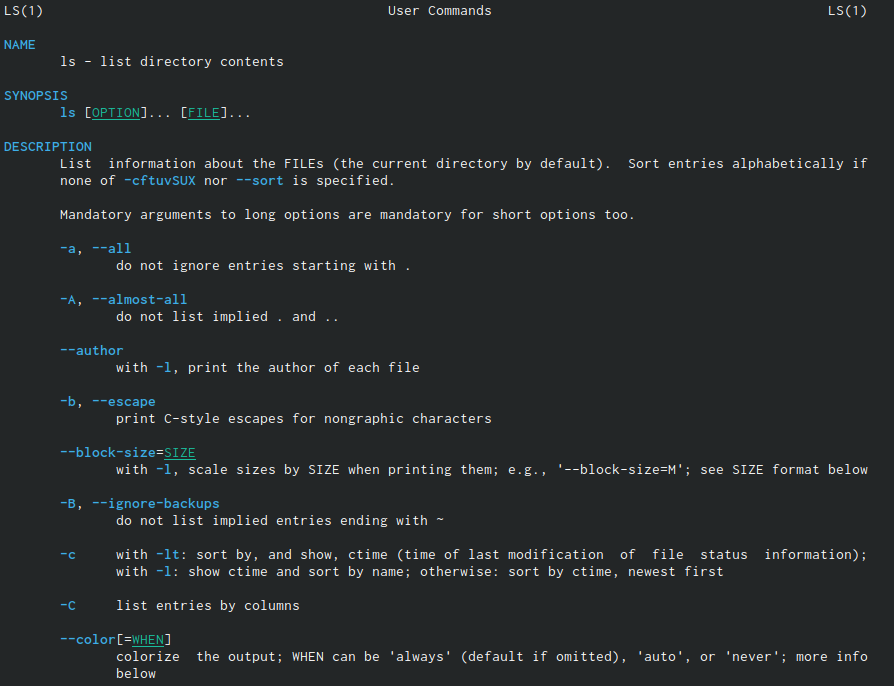 LS(1) User Commands LS(1)
NAME
ls - list directory contents
SYNOPSIS
ls [OPTION]... [FILE]...
DESCRIPTION
List information about the FILEs (the current directory by default). Sort entries alphabetically if
none of -cftuvSUX nor --sort is specified.
Mandatory arguments to long options are mandatory for short options too.
-a, --all
do not ignore entries starting with .
-A, --almost-all
do not list implied . and ..
--author
with -l, print the author of each file
-b, --escape
print C-style escapes for nongraphic characters
--block-size=SIZE
with -l, scale sizes by SIZE when printing them; e.g., '--block-size=M'; see SIZE format below
-B, --ignore-backups
do not list implied entries ending with ~
-c with -lt: sort by, and show, ctime (time of last modification of file status information);
with -l: show ctime and sort by name; otherwise: sort by ctime, newest first
-C list entries by columns
--color[=WHEN]
colorize the output; WHEN can be 'always' (default if omitted), 'auto', or 'never'; more info
below